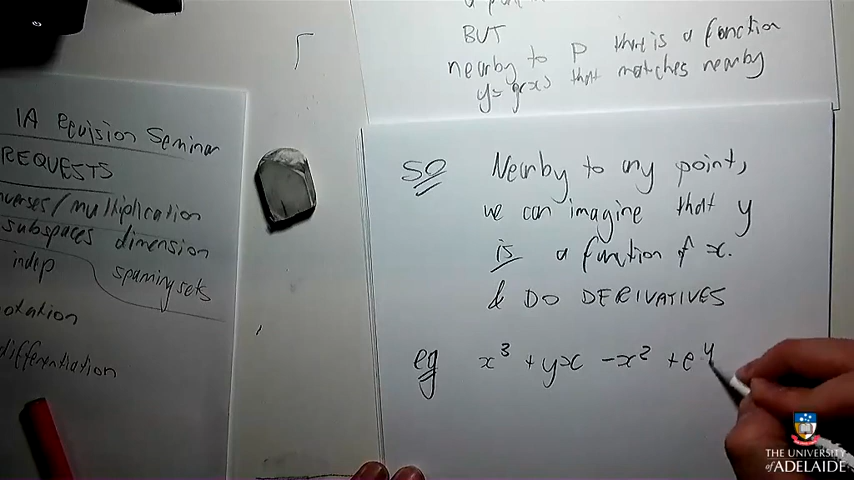 BUT
nearby to P that is a function
y=g(x) that matches nearby
1A Revision Seminar
REQUESTS
verses/multiplication
subspaces dimension
indep spanning sets
otation
differentiation
SO Nearby to any point,
we can imagine that y
is a function of x.
& DO DERIVATIVES
eg x³ + yx - x² + e^y
THE UNIVERSITY
of ADELAIDE